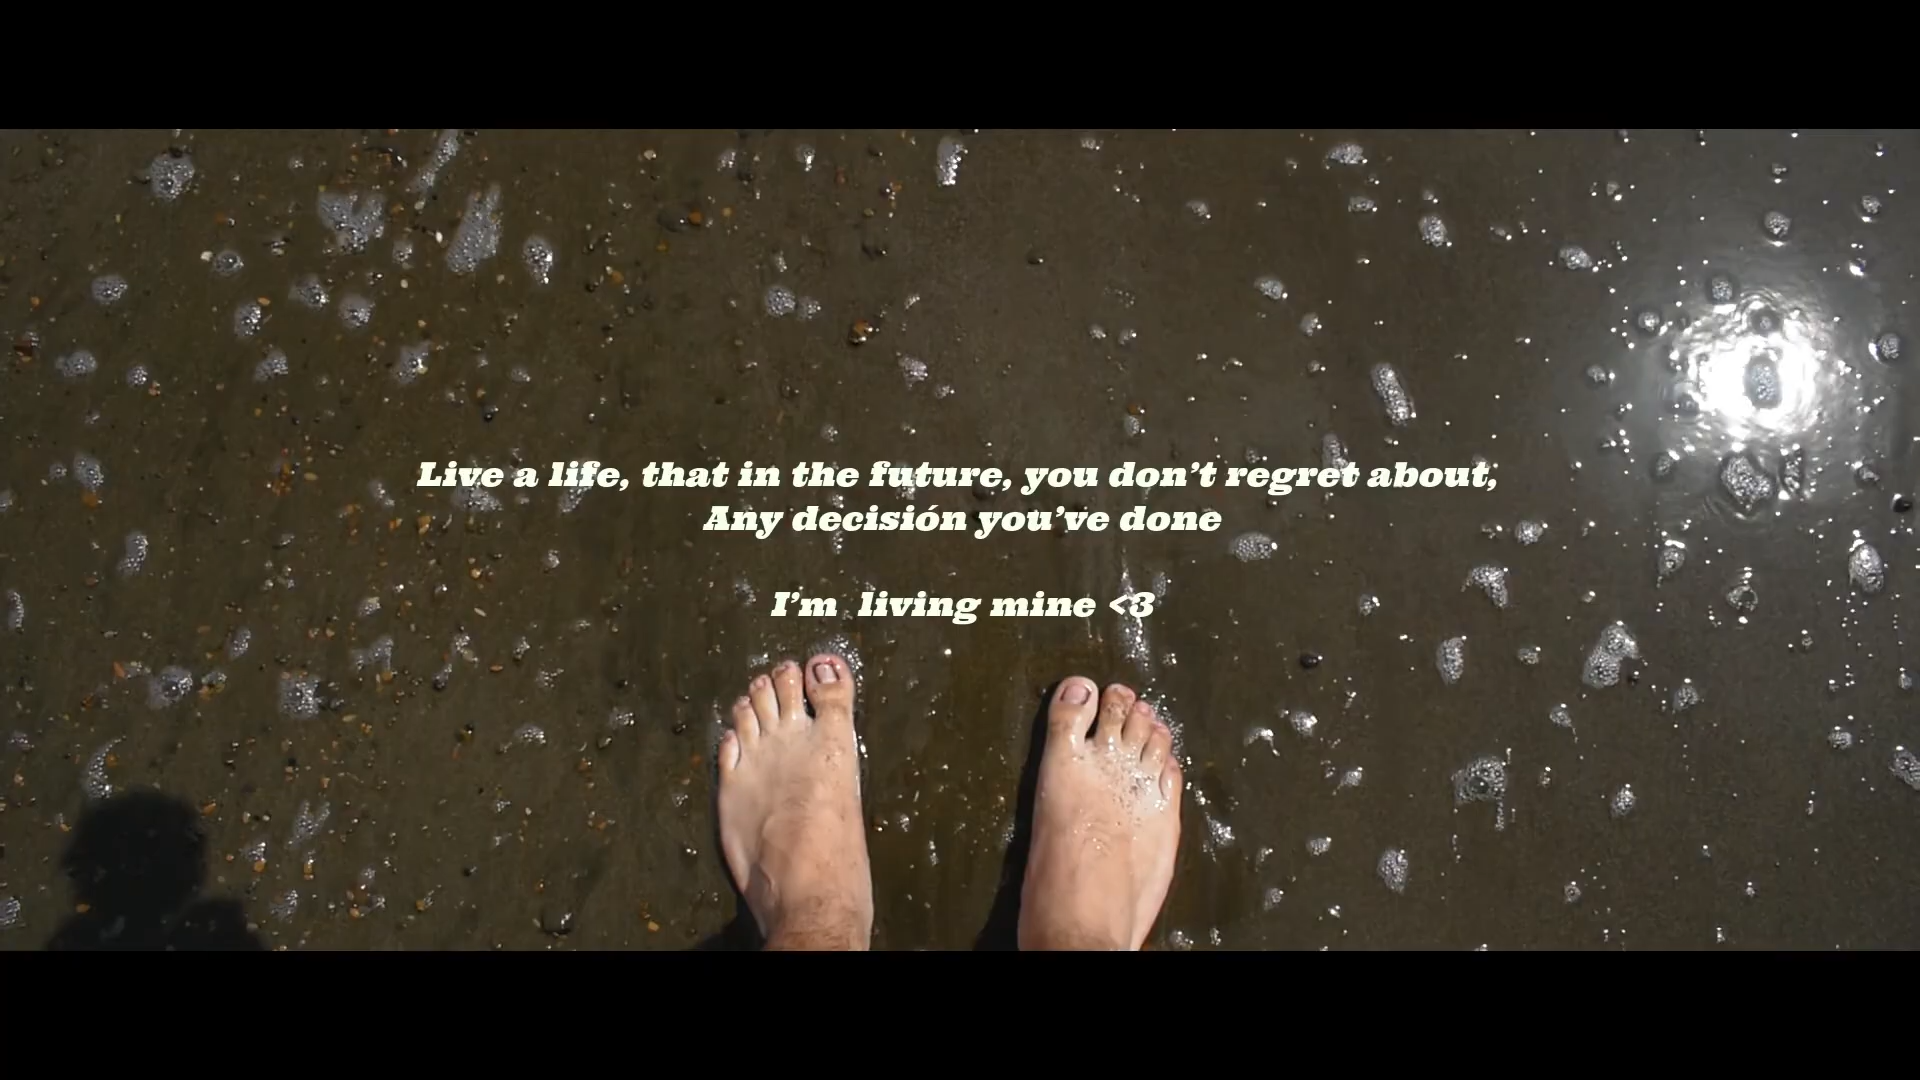 Live a life, that in the future, you don't regret about,
Any decisión you've done
I'm living mine <3